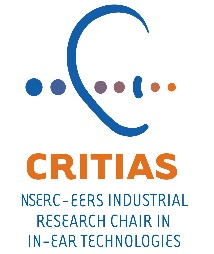 CRITIAS
NSERC-EERS INDUSTRIAL
RESEARCH CHAIR IN
IN-EAR TECHNOLOGIES